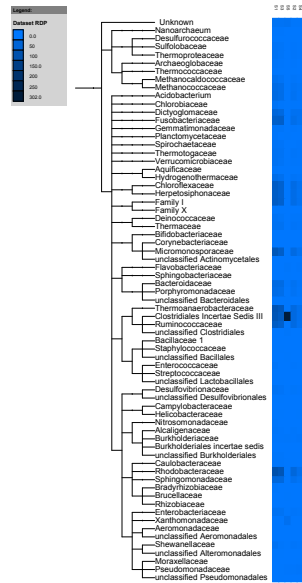 Legend:
Dataset RDP
0.0
50
100
150.0
200
250
302.0
Unknown
Nanoarchaeum
Desulfurococcaceae
Sulfolobaceae
Thermoproteaceae
Archaeoglobaceae
Thermococcaceae
Methanocaldococcaceae
Methanococcaceae
Acidobacterium
Chlorobiaceae
Dictyoglomaceae
Fusobacteriaceae
Gemmatimonadaceae
Planctomycetaceae
Spirochaetaceae
Thermotogaceae
Verrucomicrobiaceae
Aquificaceae
Hydrogenothermaceae
Chloroflexaceae
Herpetosiphonaceae
Family I
Family X
Deinococcaceae
Thermaceae
Bifidobacteriaceae
Corynebacteriaceae
Micromonosporaceae
unclassified Actinomycetales
Flavobacteriaceae
Sphingobacteriaceae
Bacteroidaceae
Porphyromonadaceae
unclassified Bacteroidales
Thermoanaerobacteraceae
Clostridiales Incertae Sedis III
Ruminococcaceae
unclassified Clostridiales
Bacillaceae 1
Staphylococcaceae
unclassified Bacillales
Enterococcaceae
Streptococcaceae
unclassified Lactobacillales
Desulfovibrionaceae
unclassified Desulfovibrionales
Campylobacteraceae
Helicobacteraceae
Nitrosomonadaceae
Alcaligenaceae
Burkholderiaceae
Burkholderiales incertae sedis
unclassified Burkholderiales
Caulobacteraceae
Rhodobacteraceae
Sphingomonadaceae
Bradyrhizobiaceae
Brucellaceae
Rhizobiaceae
Enterobacteriaceae
Xanthomonadaceae
Aeromonadaceae
unclassified Aeromonadales
Shewanellaceae
unclassified Alteromonadales
Moraxellaceae
Pseudomonadaceae
unclassified Pseudomonadales